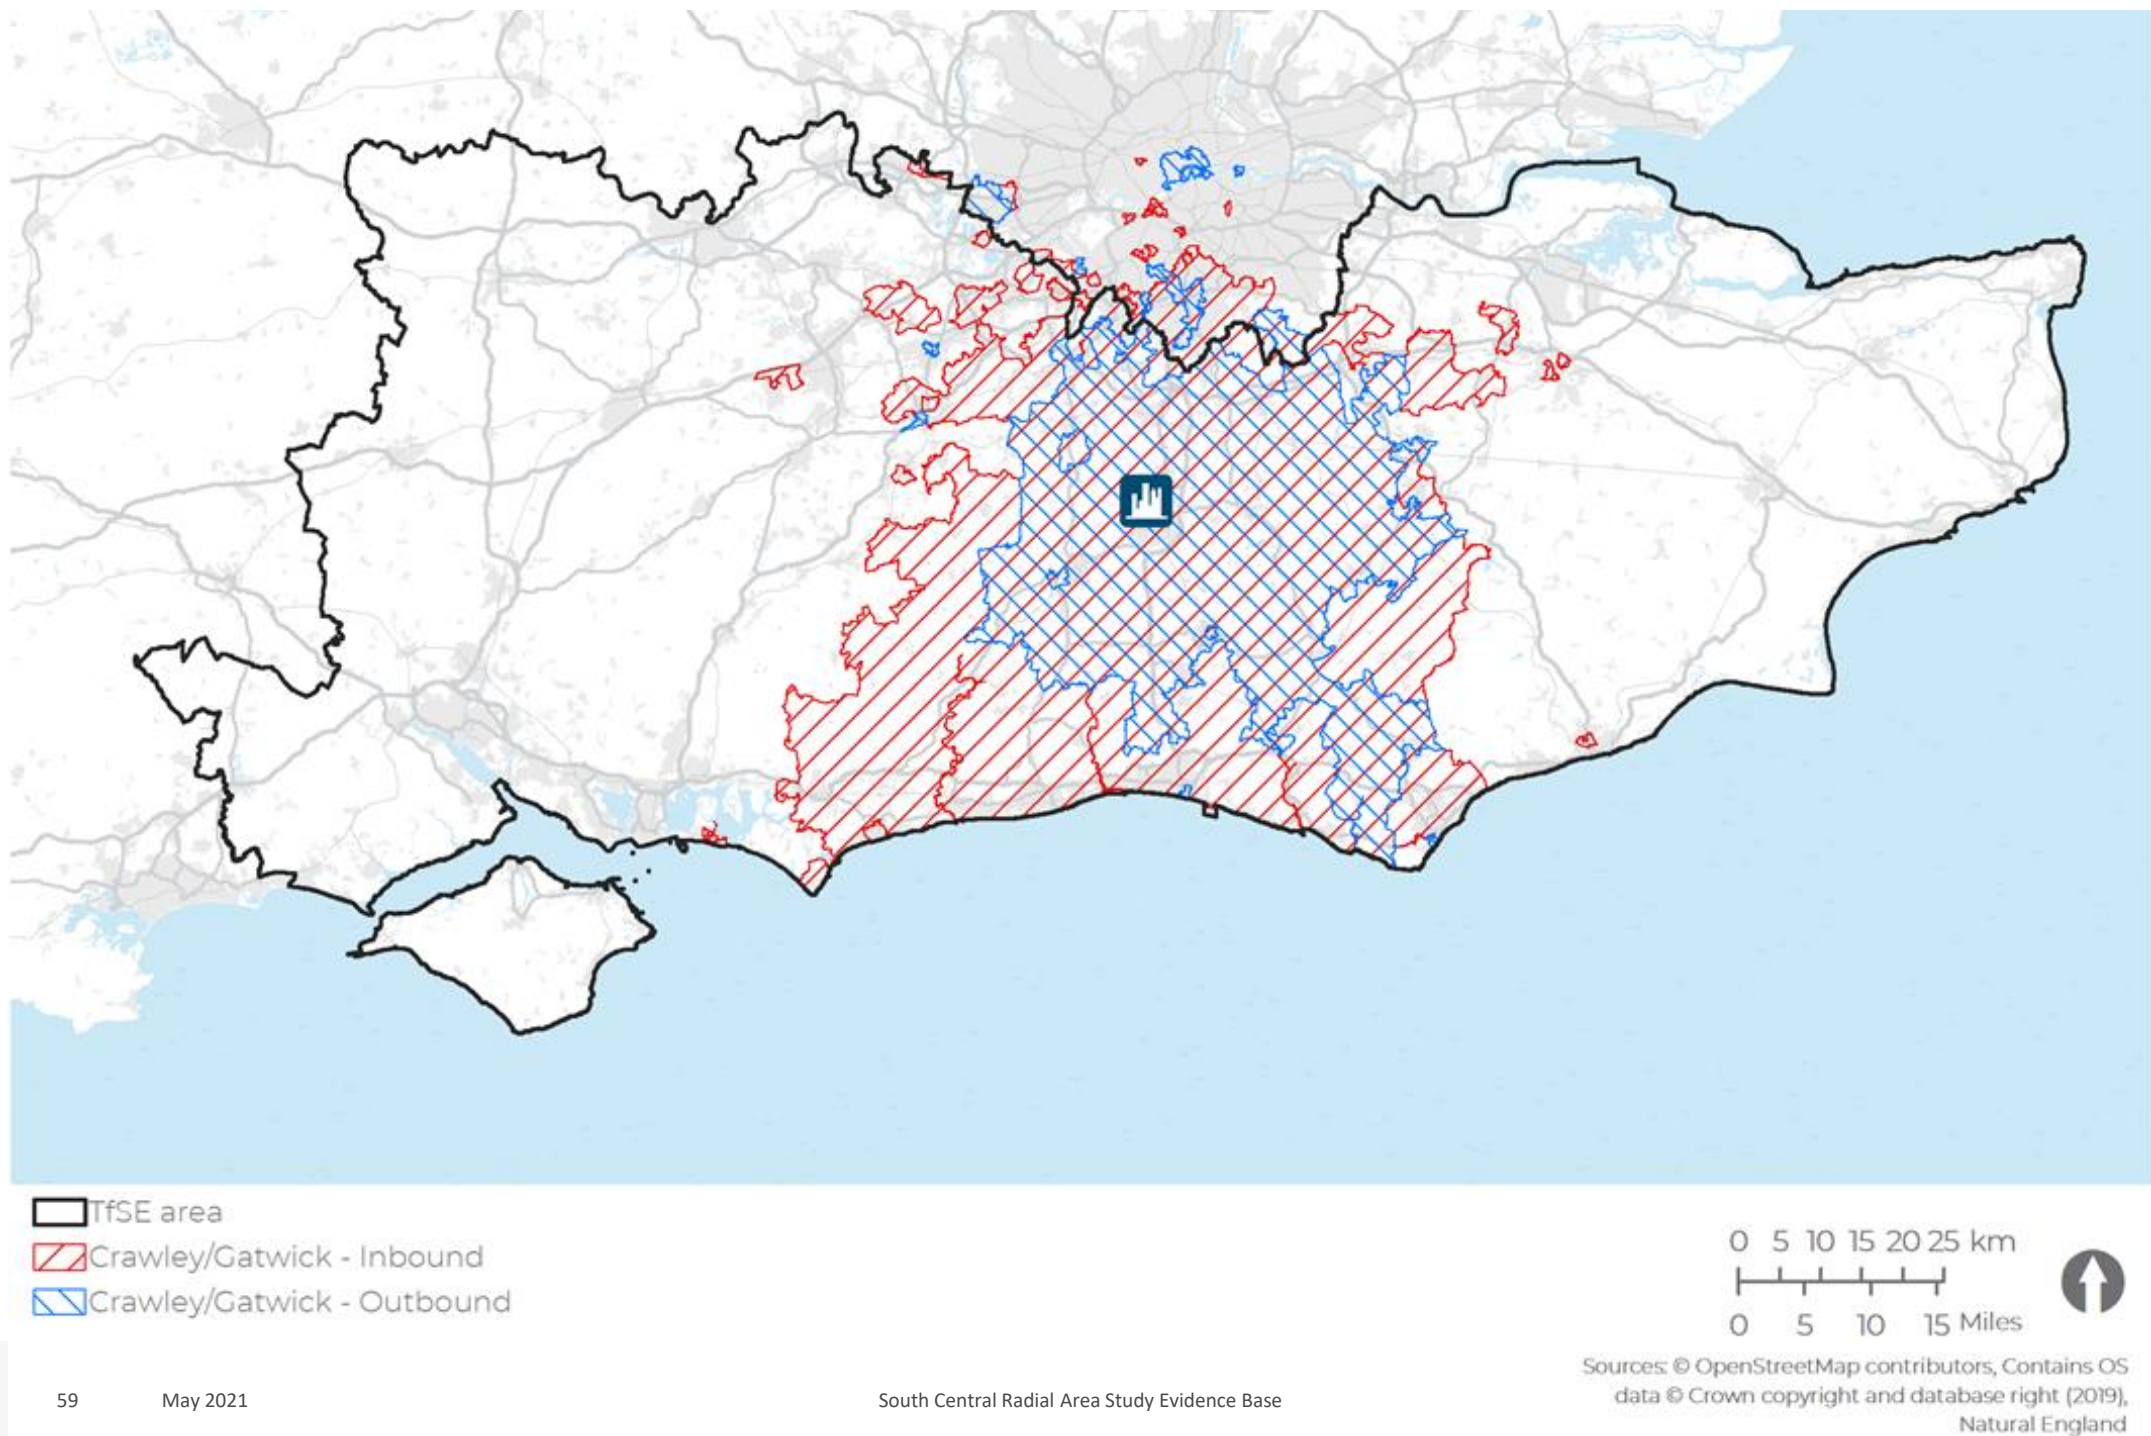 TfSE area
Crawley/Gatwick - Inbound
Crawley/Gatwick - Outbound
0 5 10 15 20 25 km
0 5 10 15 Miles
Sources: © OpenStreetMap contributors, Contains OS
data © Crown copyright and database right (2019),
Natural England
59 May 2021 South Central Radial Area Study Evidence Base